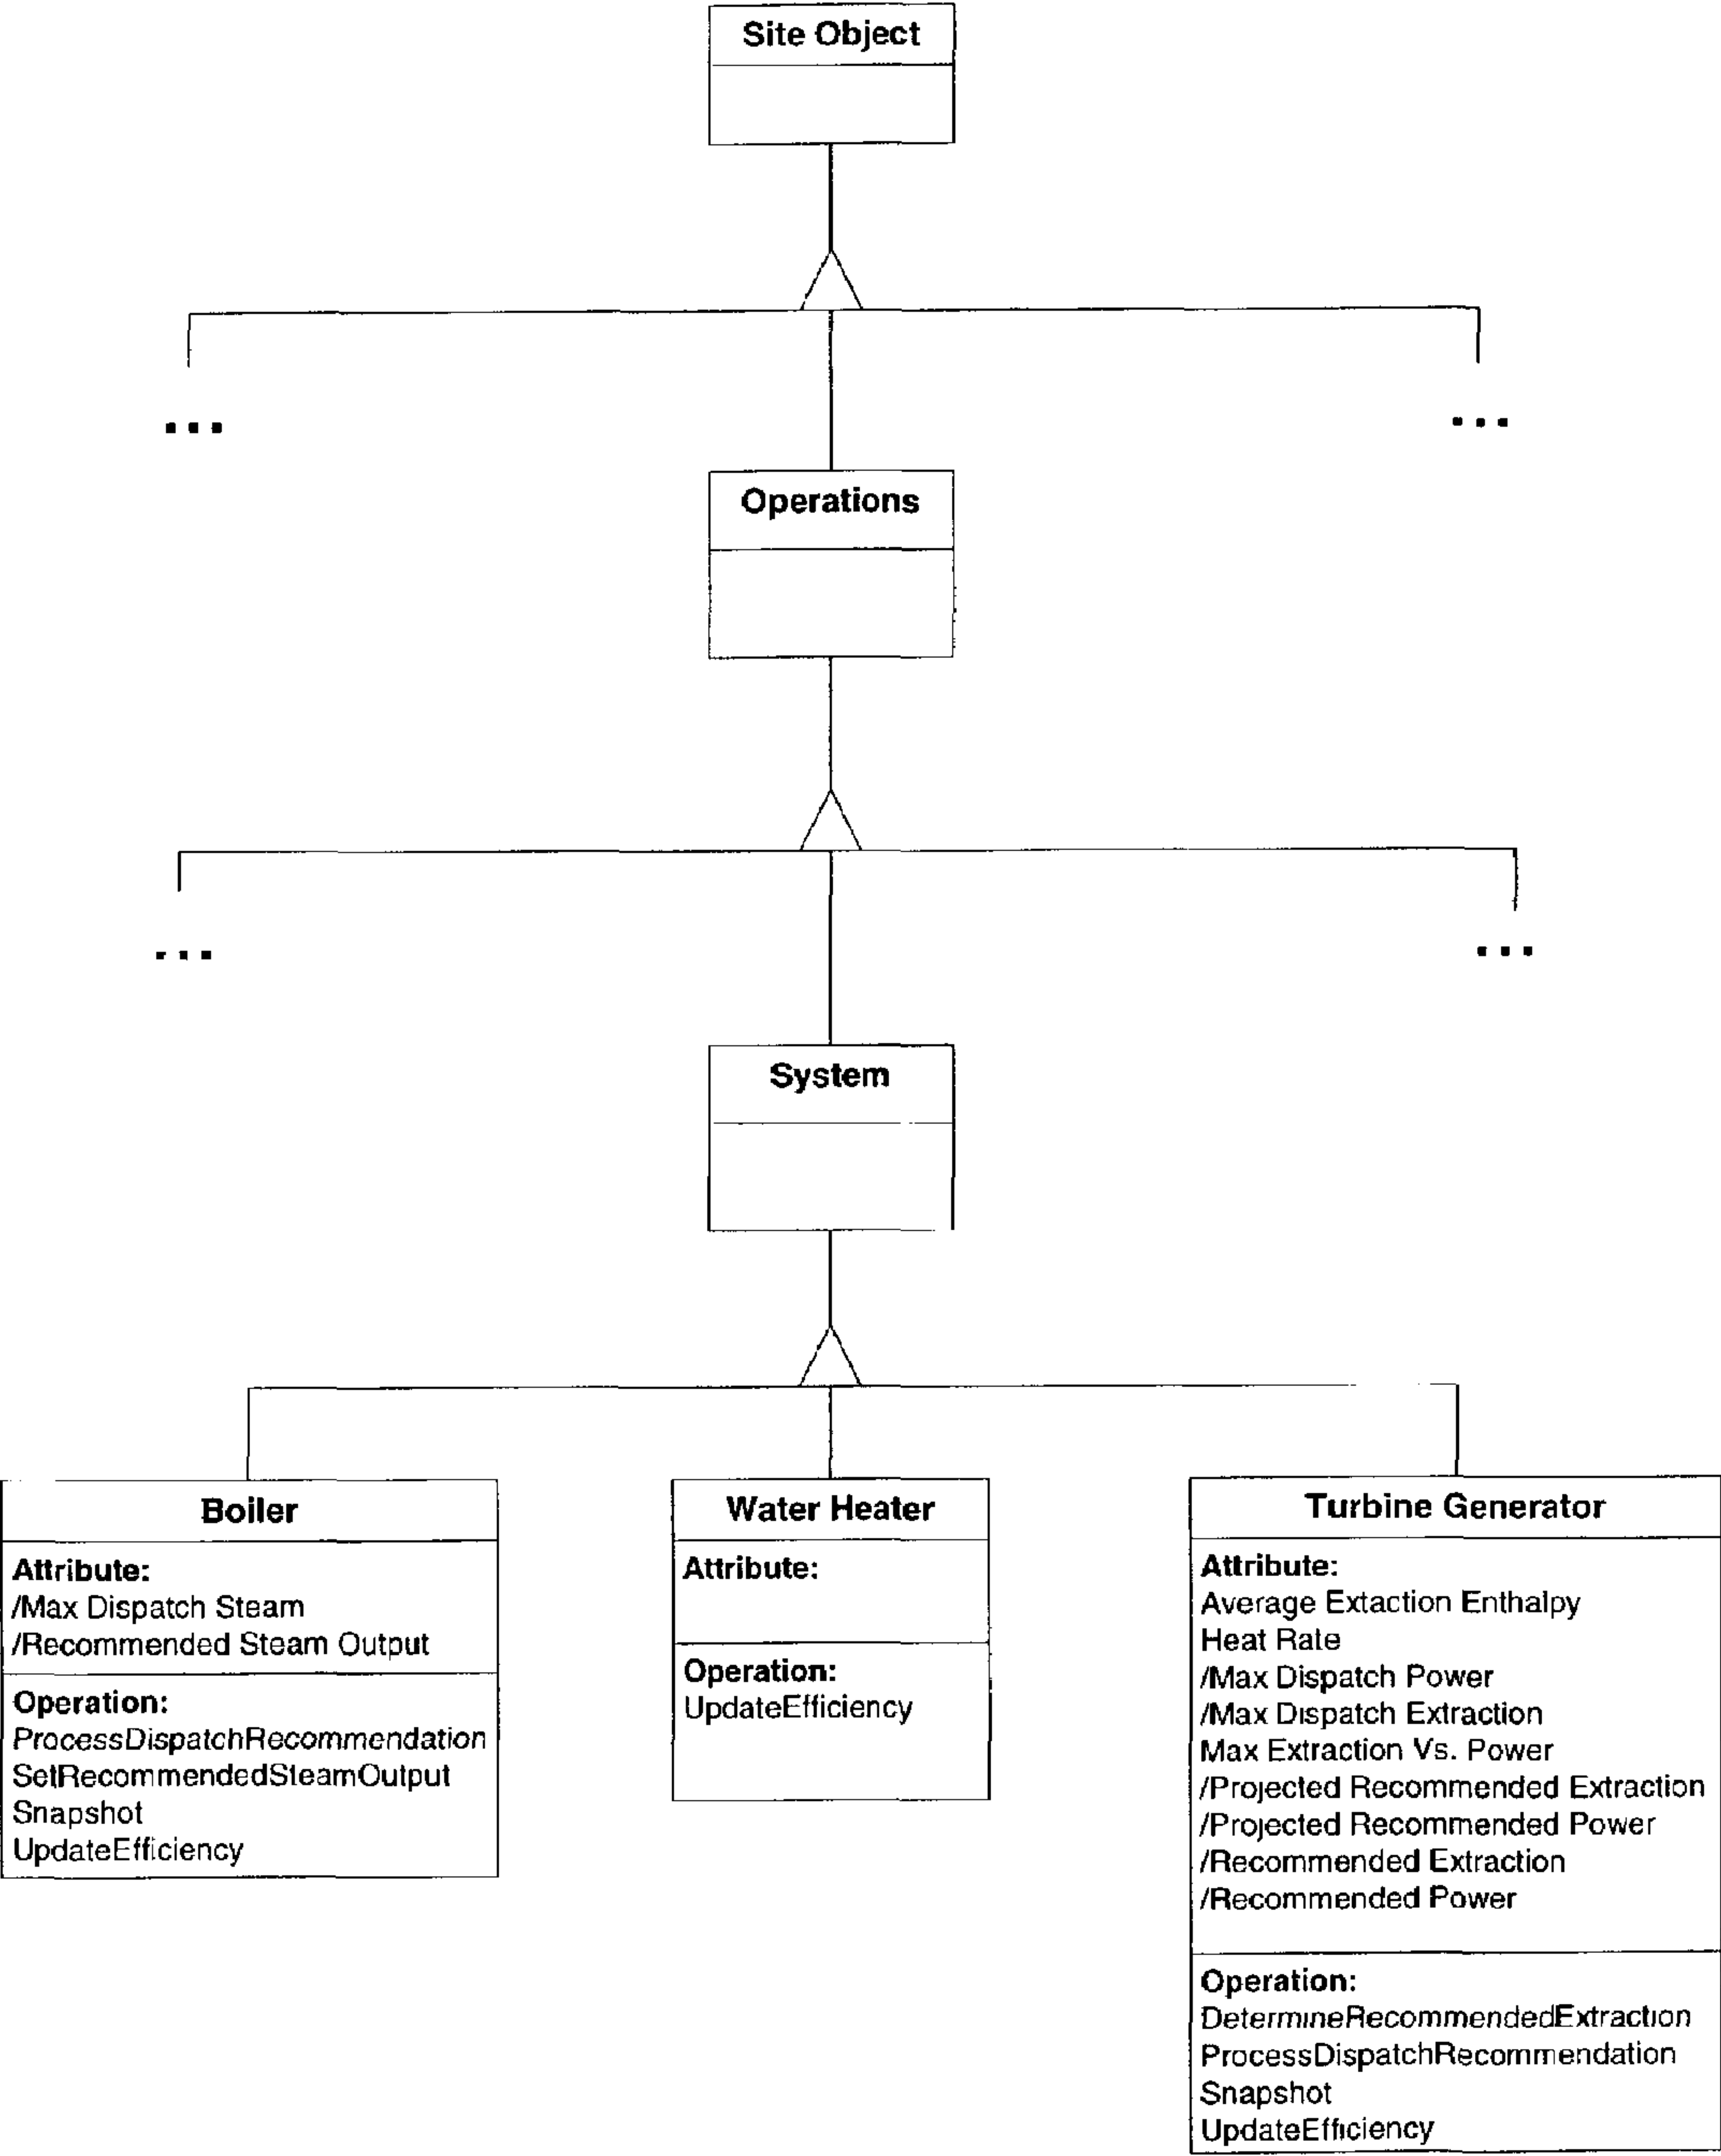 Site Object
...
...
Operations
...
...
System
Boiler
Attribute:
/Max Dispatch Steam
/Recommended Steam Output
Operation:
ProcessDispatchRecommendation
SetRecommendedSteamOutput
Snapshot
UpdateEfficiency
Water Heater
Attribute:
Operation:
UpdateEfficiency
Turbine Generator
Attribute:
Average Extaction Enthalpy
Heat Rate
/Max Dispatch Power
/Max Dispatch Extraction
Max Extraction Vs. Power
/Projected Recommended Extraction
/Projected Recommended Power
/Recommended Extraction
/Recommended Power
Operation:
DetermineRecommendedExtraction
ProcessDispatchRecommendation
Snapshot
UpdateEfficiency